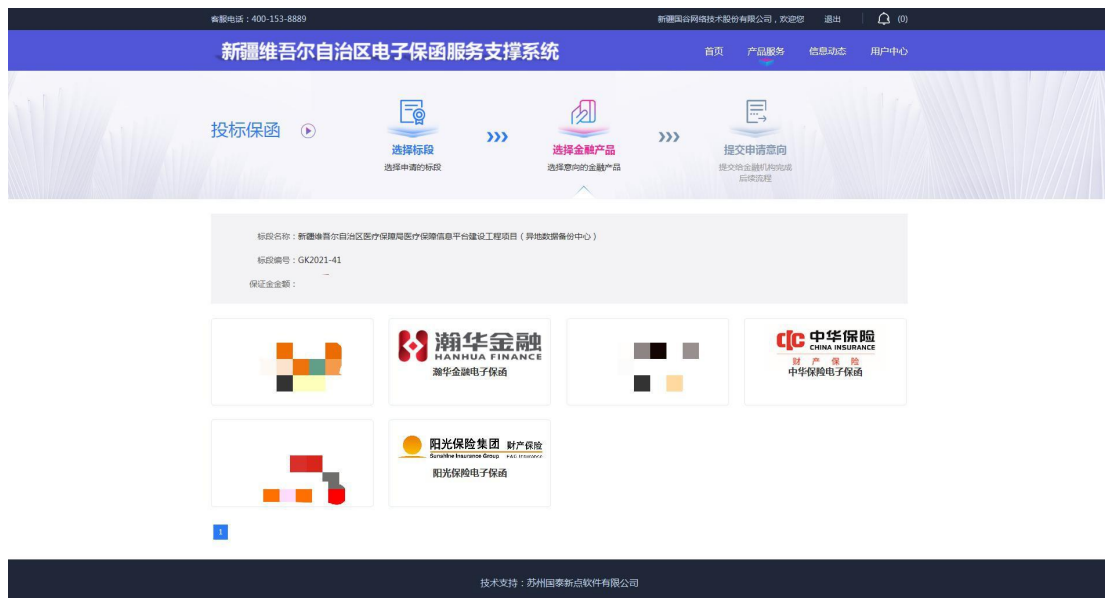 客服电话：400-153-8889
新疆国谷网络技术股份有限公司，欢迎您 退出 (0)
新疆维吾尔自治区电子保函服务支撑系统
首页 产品服务 信息动态 用户中心
投标保函
选择标段
选择申请的标段
选择金融产品
选择意向的金融产品
提交申请意向
提交给金融机构完成
后续流程
标段名称：新疆维吾尔自治区医疗保障局医疗保障信息平台建设工程项目（异地数据备份中心）
标段编号：GK2021-41
保证金金额：
瀚华金融
HANHUA FINANCE
瀚华金融电子保函
中华保险
CHINA INSURANCE
财产保险
中华保险电子保函
阳光保险集团 财产保险
Sunshine Insurance Group P&C Insurance
阳光保险电子保函
1
技术支持：苏州国泰新点软件有限公司